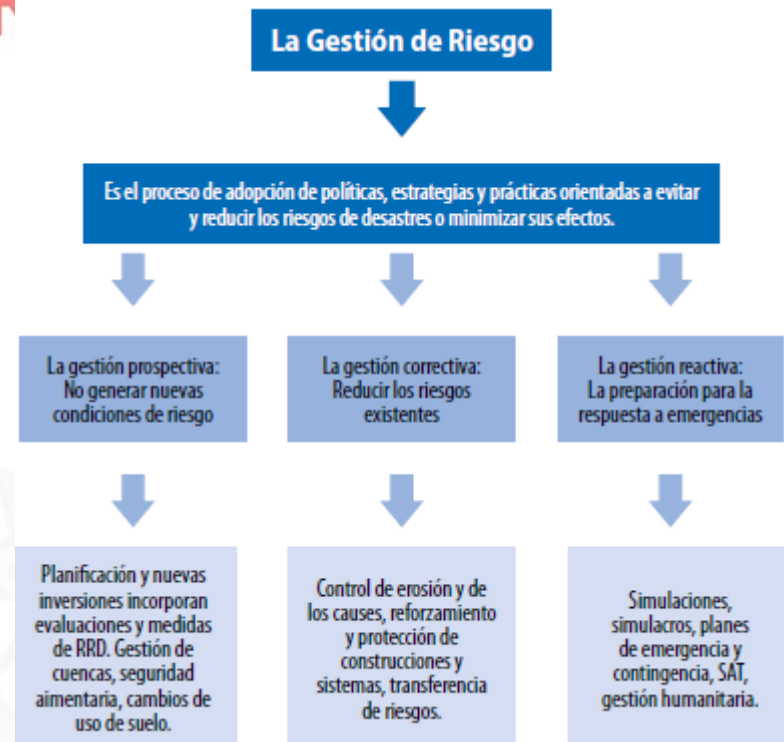 La Gestión de Riesgo
Es el proceso de adopción de políticas, estrategias y prácticas orientadas a evitar
y reducir los riesgos de desastres o minimizar sus efectos.
La gestión prospectiva:
No generar nuevas
condiciones de riesgo
La gestión correctiva:
Reducir los riesgos
existentes
La gestión reactiva:
La preparación para la
respuesta a emergencias
Planificación y nuevas
inversiones incorporan
evaluaciones y medidas
de RRD. Gestión de
cuencas, seguridad
aimentaria, cambios de
uso de suelo.
Control de erosión y de
los causes, reforzamiento
y protección de
construcciones y
sistemas, transferencia
de riesgos.
Simulaciones,
simulacros, planes
de emergencia y
contingencia, SAT,
gestión humanitaria.